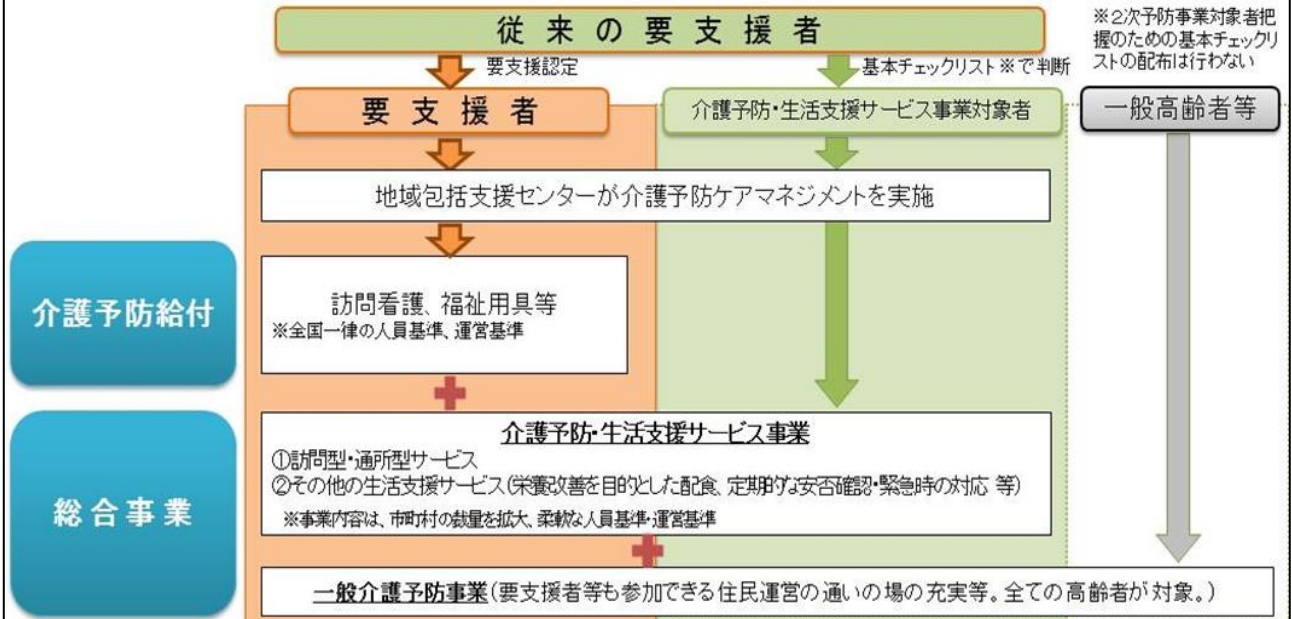 従来の要支援者
※2次予防事業対象者把
握のための基本チェックリ
ストの配布は行わない
要支援認定
基本チェックリスト※で判断
要支援者
介護予防・生活支援サービス事業対象者
一般高齢者等
地域包括支援センターが介護予防ケアマネジメントを実施
介護予防給付
訪問看護、福祉用具等
※全国一律の人員基準、運営基準
総合事業
介護予防・生活支援サービス事業
①訪問型・通所型サービス
②その他の生活支援サービス(栄養改善を目的とした配食、定期的な安否確認・緊急時の対応 等)
※事業内容は、市町村の裁量を拡大、柔軟な人員基準・運営基準
一般介護予防事業(要支援者等も参加できる住民運営の通いの場の充実等。全ての高齢者が対象。)